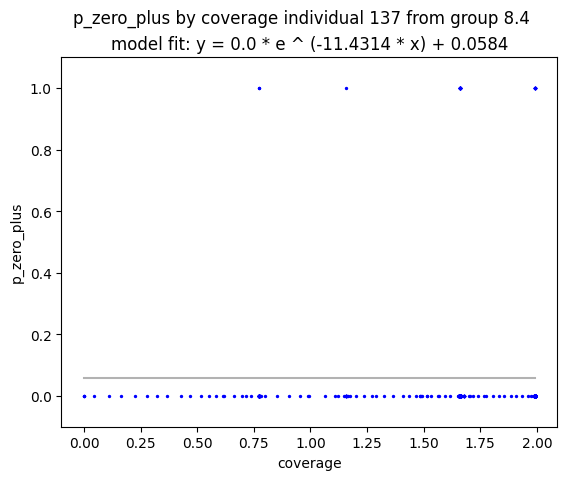 p_zero_plus by coverage individual 137 from group 8.4
model fit: y = 0.0 * e ^ (-11.4314 * x) + 0.0584
1.0
0.8
0.6
0.4
0.2
0.0
p_zero_plus
0.00 0.25 0.50 0.75 1.00 1.25 1.50 1.75 2.00
coverage